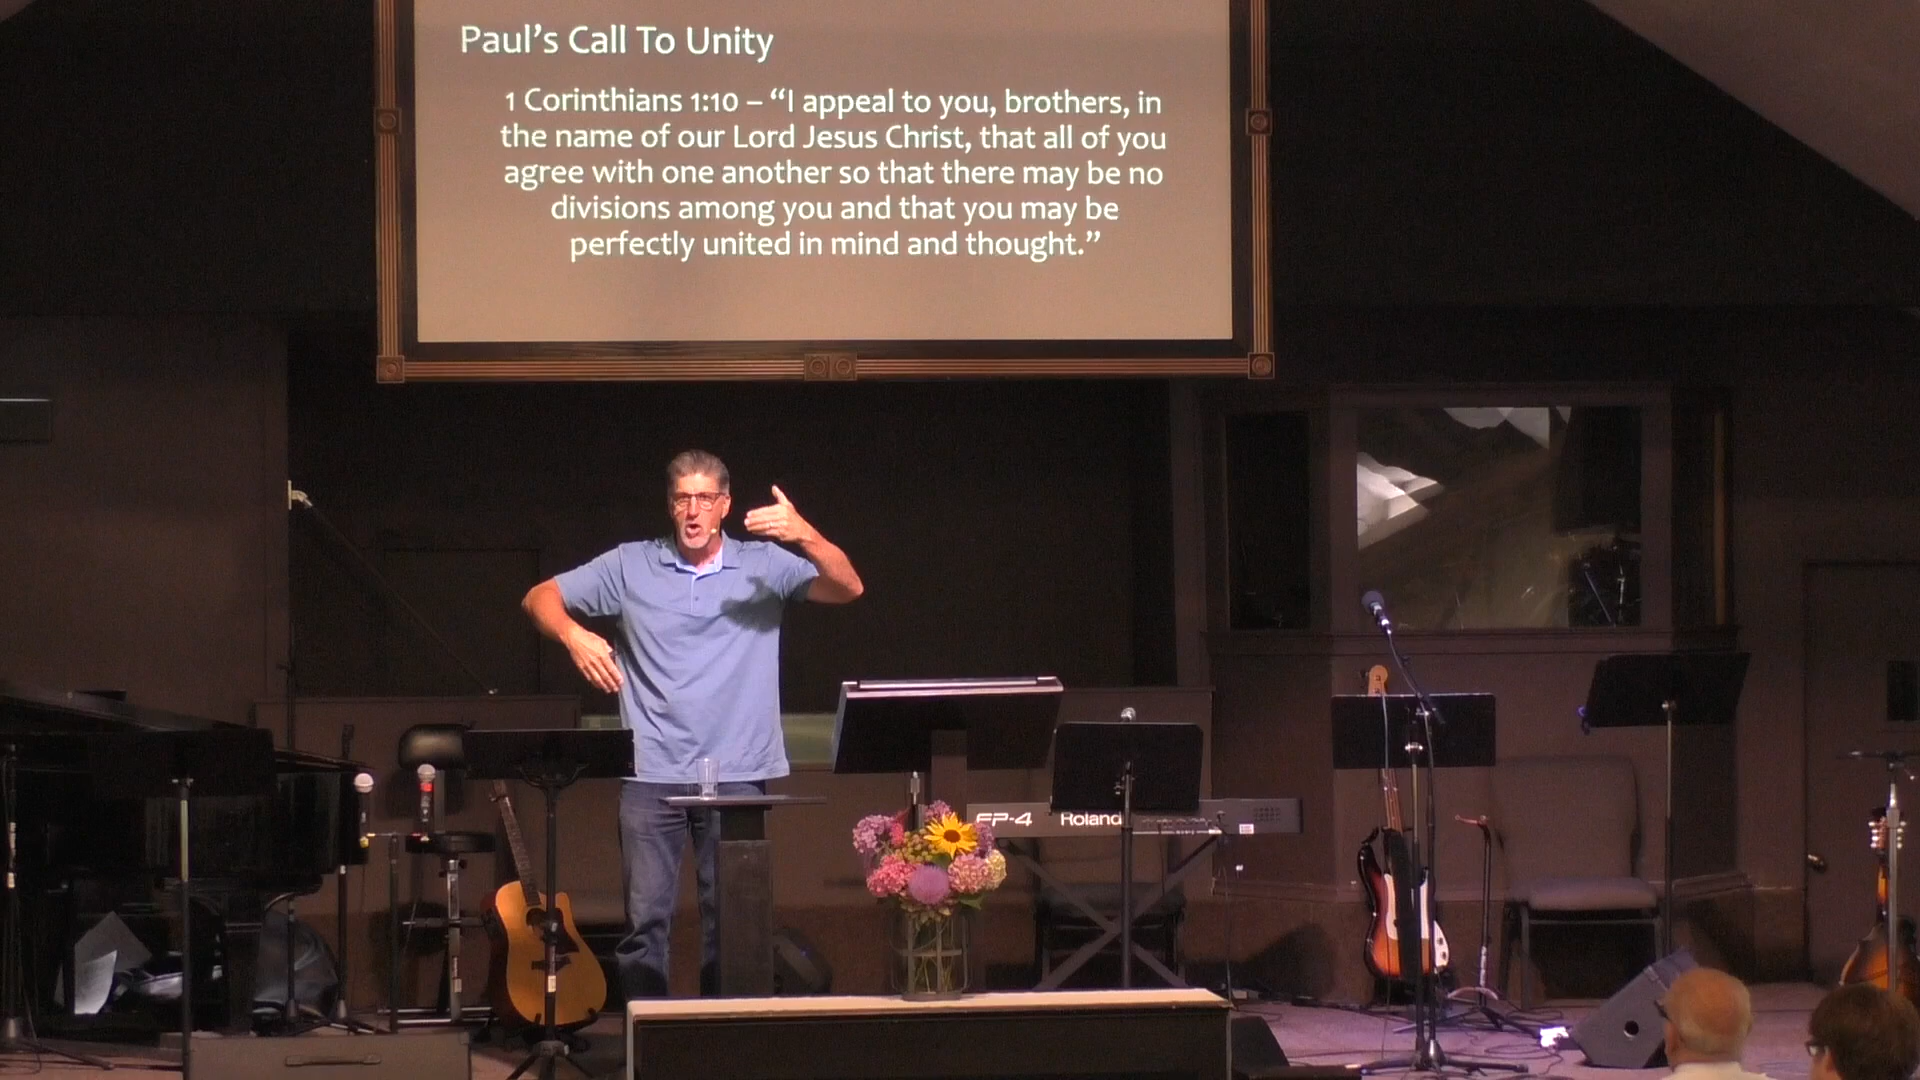 Paul's Call To Unity
1 Corinthians 1:10 – “I appeal to you, brothers, in
the name of our Lord Jesus Christ, that all of you
agree with one another so that there may be no
divisions among you and that you may be
perfectly united in mind and thought.”
FP-4 Roland